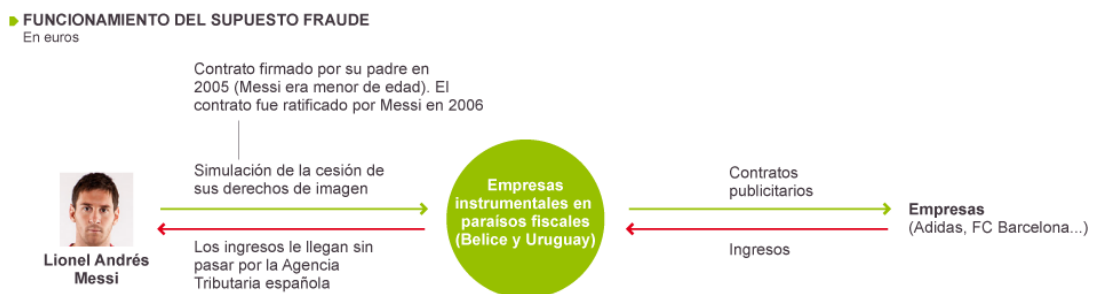 FUNCIONAMIENTO DEL SUPUESTO FRAUDE
En euros
Contrato firmado por su padre en
2005 (Messi era menor de edad). El
contrato fue ratificado por Messi en 2006
Simulación de la cesión de
sus derechos de imagen
Lionel Andrés
Messi
Los ingresos le llegan sin
pasar por la Agencia
Tributaria española
Empresas
instrumentales en
paraísos fiscales
(Belice y Uruguay)
Contratos
publicitarios
Ingresos
Empresas
(Adidas, FC Barcelona...)